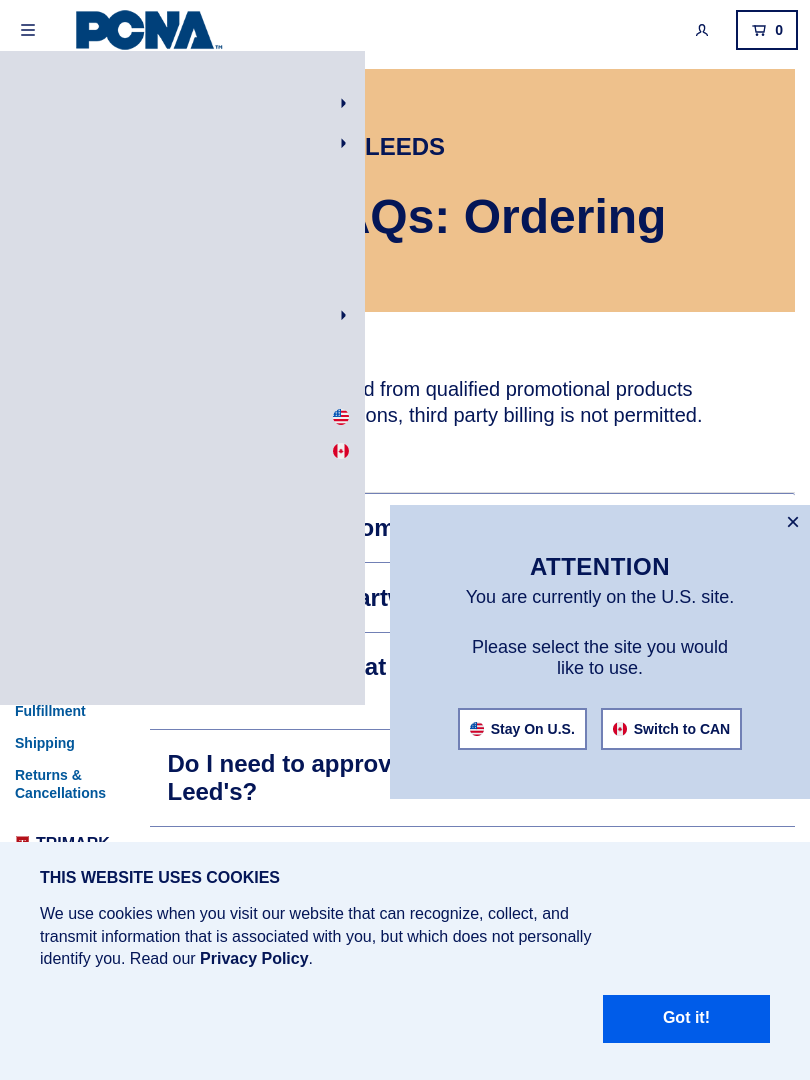 PCNA™
0
LEEDS
AQs: Ordering
d from qualified promotional products
ons, third party billing is not permitted.
ATTENTION
You are currently on the U.S. site.
Please select the site you would
like to use.
Stay On U.S.
Switch to CAN
at
Fulfillment
Shipping
Returns &
Cancellations
Do I need to approv
Leed's?
TRIMARK
THIS WEBSITE USES COOKIES
We use cookies when you visit our website that can recognize, collect, and
transmit information that is associated with you, but which does not personally
identify you. Read our Privacy Policy.
Got it!